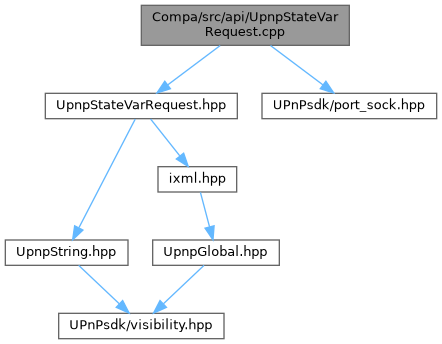 Compa/src/api/UpnpStateVar
Request.cpp
UpnpStateVarRequest.hpp
UPnPsdk/port_sock.hpp
ixml.hpp
UpnpString.hpp
UpnpGlobal.hpp
UPnPsdk/visibility.hpp